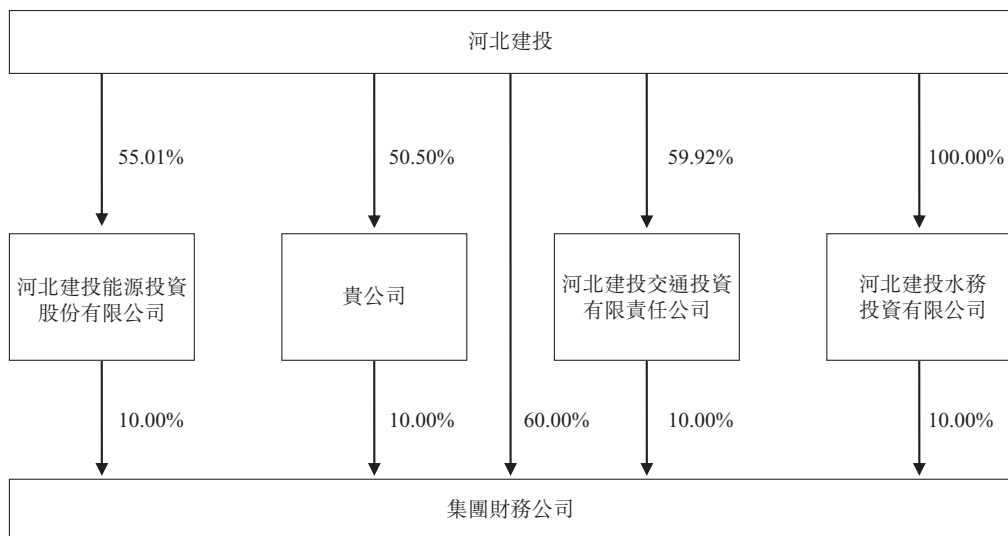 河北建投
55.01%
50.50%
59.92%
100.00%
河北建投能源投資
股份有限公司
貴公司
河北建投交通投資
有限責任公司
河北建投水務
投資有限公司
10.00%
10.00%
60.00%
10.00%
10.00%
集團財務公司